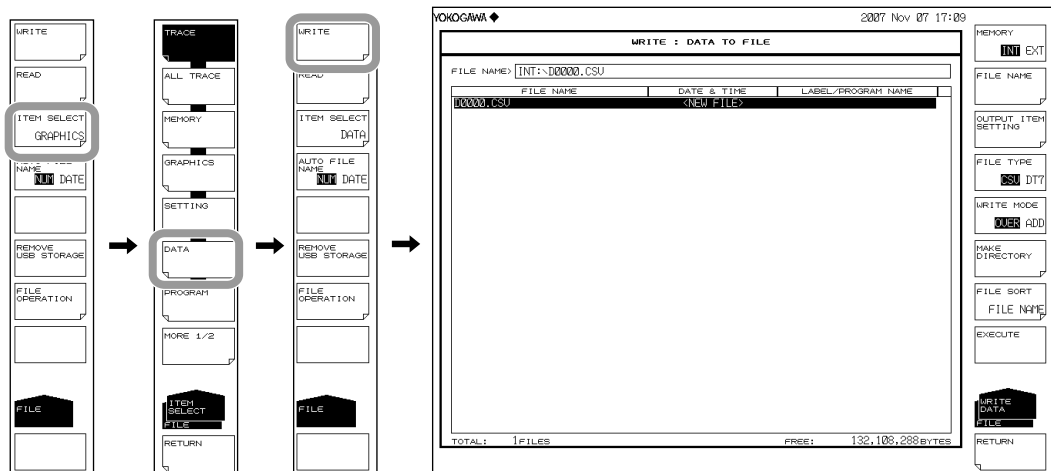 WRITE
READ
ITEM SELECT
GRAPHICS
AUTO FILE
NAME
NUM DATE
REMOVE
USB STORAGE
FILE
OPERATION
FILE
TRACE
ALL TRACE
MEMORY
GRAPHICS
SETTING
DATA
PROGRAM
MORE 1/2
ITEM
SELECT
FILE
RETURN
WRITE
READ
ITEM SELECT
DATA
AUTO FILE
NAME
NUM DATE
REMOVE
USB STORAGE
FILE
OPERATION
FILE
YOKOGAWA 2007 Nov 07 17:09
WRITE : DATA TO FILE
FILE NAME> INT:\D0000.CSV
FILE NAME DATE & TIME LABEL/PROGRAM NAME
D0000.CSV <NEW FILE>
TOTAL: 1FILES FREE: 132,108,288BYTES
MEMORY
INT EXT
FILE NAME
OUTPUT ITEM
SETTING
FILE TYPE
CSV DT7
WRITE MODE
OVER ADD
MAKE
DIRECTORY
FILE SORT
FILE NAME
EXECUTE
WRITE
DATA
FILE
RETURN